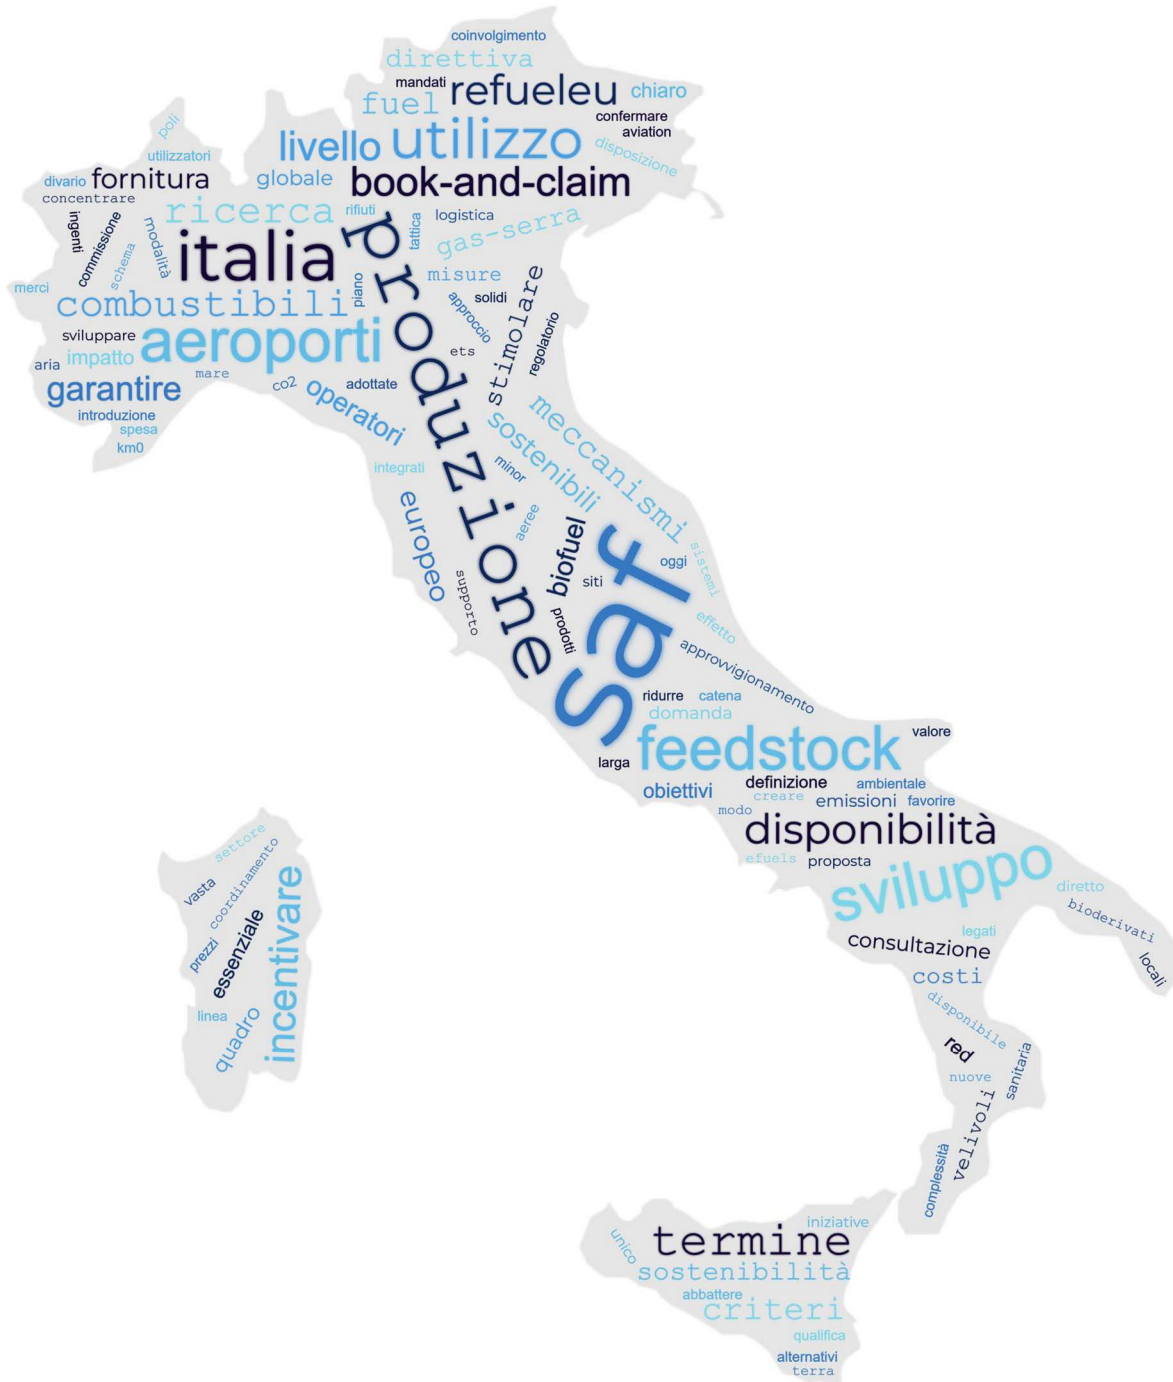 coinvolgimento
direttiva
mandati
refueleu
chiaro
fuel
confermare
aviation
livello
utilizzo
disposizione
poli
utilizzatori
divario
fornitura
globale
book-and-claim
concentrare
ricerca
rifiuti
logistica
gas-serra
ingenti
commissione
schema
modalità
italia
produzione
tattica
misure
merci
combustibili
piano
approccio
solidi
stimolare
regolatorio
sviluppare
aeroporti
ets
aria
impatto
garantire
mare
co2
operatori
adottate
introduzione
spesa
km0
sostenibili
meccanismi
integrati
minor
europeo
aeree
biofuel
saf
oggi
sistemi
supporto
siti
prodotti
effetto
approvvigionamento
ridurre
catena
domanda
feedstock
valore
larga
obiettivi
definizione
ambientale
creare
emissioni
favorire
modo
disponibilità
efuels
proposta
sviluppo
diretto
bioderivati
legati
consultazione
locali
costi
disponibile
red
nuove
sanitaria
velivoli
complessità
settore
vasta
coordinamento
incentivare
prezzi
essenziale
linea
quadro
iniziative
unico
termine
sostenibilità
abbattere
criteri
qualifica
alternativi
terra